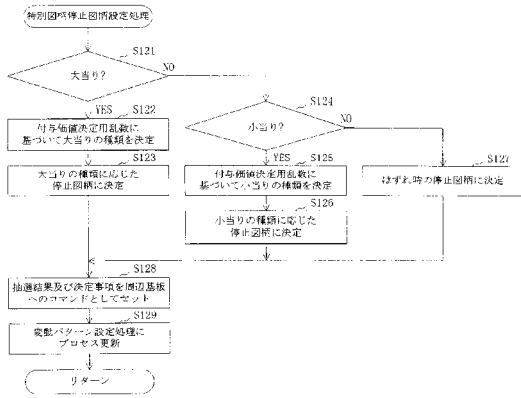 特別図柄停止図柄設定処理
S121
大当り?
NO
YES
S122
付与価値決定用乱数に
基づいて大当りの種類を決定
S123
大当りの種類に応じた
停止図柄に決定
S124
小当り?
NO
YES
S125
付与価値決定用乱数に
基づいて小当りの種類を決定
S126
小当りの種類に応じた
停止図柄に決定
S127
はずれ時の停止図柄に決定
S128
抽選結果及び決定事項を周辺基板
へのコマンドとしてセット
S129
変動パターン設定処理に
プロセス更新
リターン